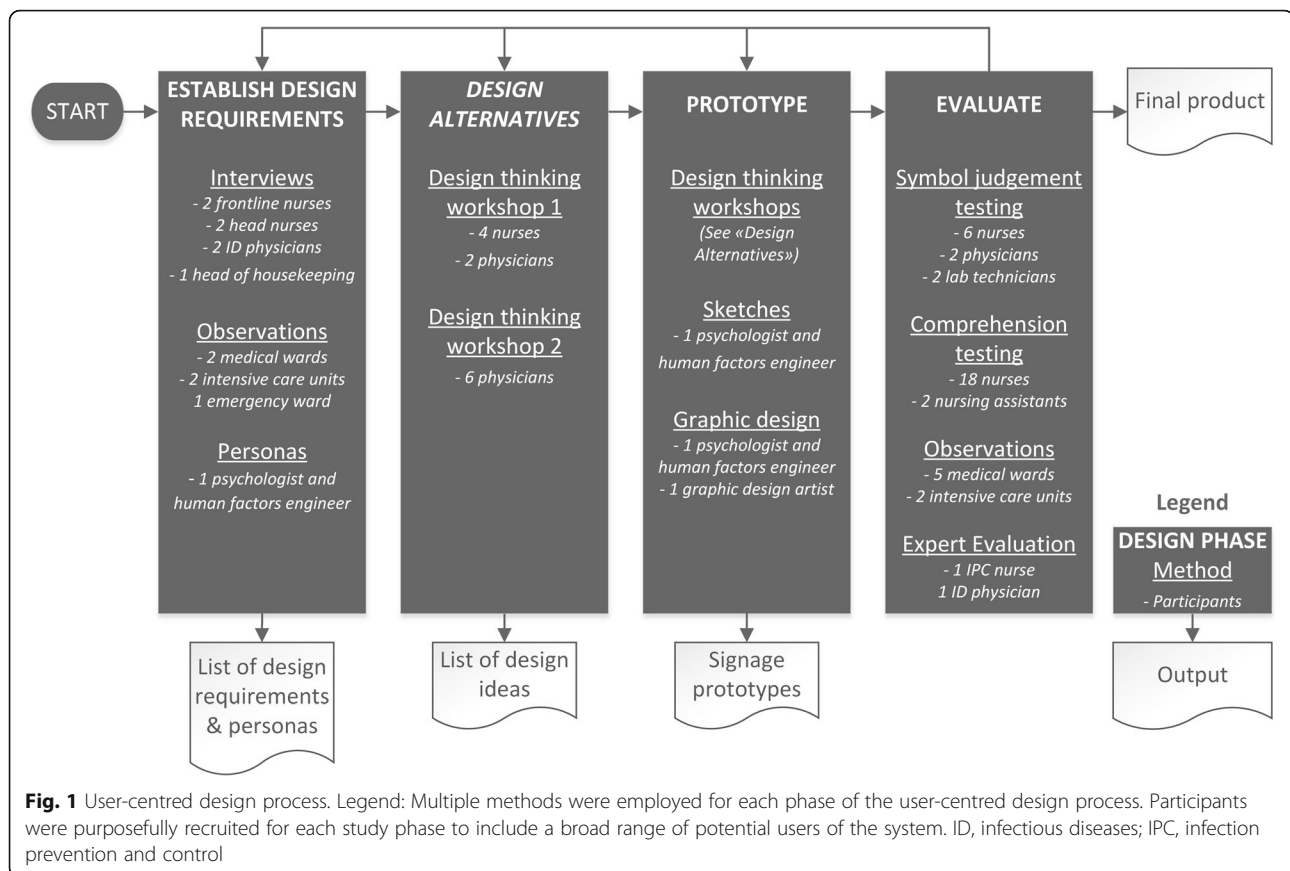 START
ESTABLISH DESIGN
REQUIREMENTS
Interviews
- 2 frontline nurses
- 2 head nurses
- 2 ID physicians
- 1 head of housekeeping
Observations
- 2 medical wards
- 2 intensive care units
1 emergency ward
Personas
- 1 psychologist and
human factors engineer
List of design
requirements
& personas
DESIGN
ALTERNATIVES
Design thinking
workshop 1
- 4 nurses
- 2 physicians
Design thinking
workshop 2
- 6 physicians
List of design
ideas
PROTOTYPE
Design thinking
workshops
(See «Design
Alternatives»)
Sketches
- 1 psychologist and
human factors engineer
Graphic design
- 1 psychologist and
human factors engineer
- 1 graphic design artist
Signage
prototypes
EVALUATE
Symbol judgement
testing
- 6 nurses
- 2 physicians
- 2 lab technicians
Comprehension
testing
- 18 nurses
- 2 nursing assistants
Observations
- 5 medical wards
- 2 intensive care units
Expert Evaluation
- 1 IPC nurse
1 ID physician
Final product
Legend
DESIGN PHASE
Method
- Participants
Output
Fig. 1 User-centred design process. Legend: Multiple methods were employed for each phase of the user-centred design process. Participants
were purposefully recruited for each study phase to include a broad range of potential users of the system. ID, infectious diseases; IPC, infection
prevention and control